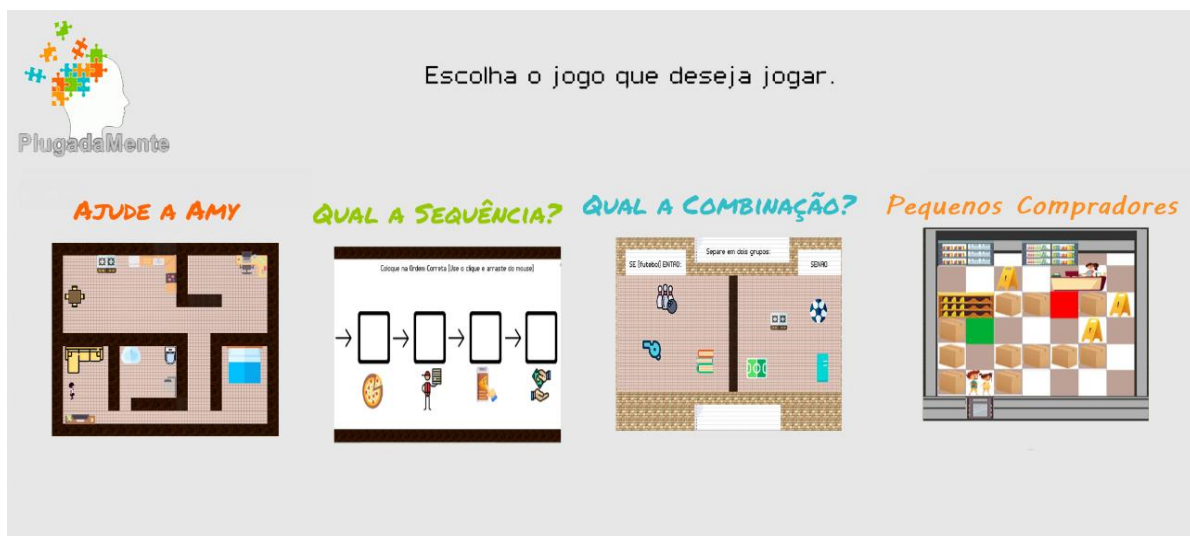 Escolha o jogo que deseja jogar.
PlugadaMente
AJUDE A AMY
QUAL A SEQUÊNCIA?
QUAL A COMBINAÇÃO?
Pequenos Compradores
Coloque na Ordem Correta (Use o clique e arraste do mouse)
Separe em dois grupos:
SE (futebol) ENTAO:
SENAO